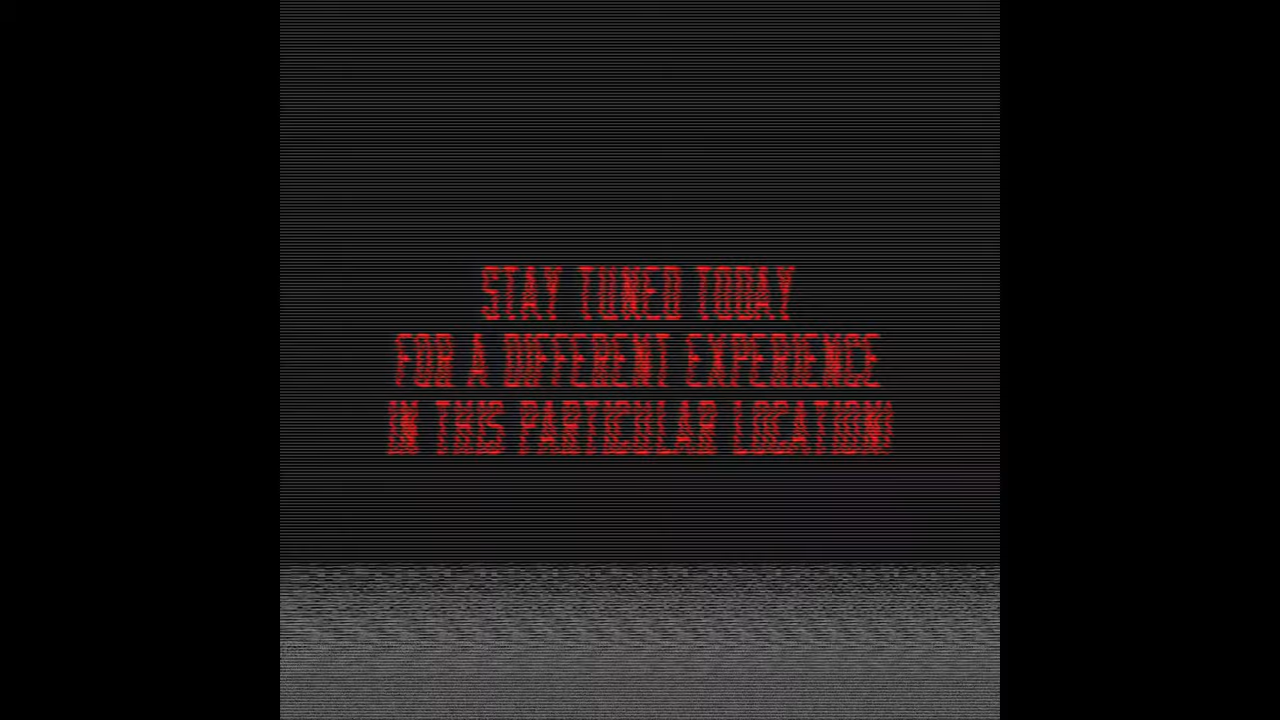 STAY TUNED TODAY
FOR A DIFFERENT EXPERIENCE
IN THIS PARTICULAR LOCATION!